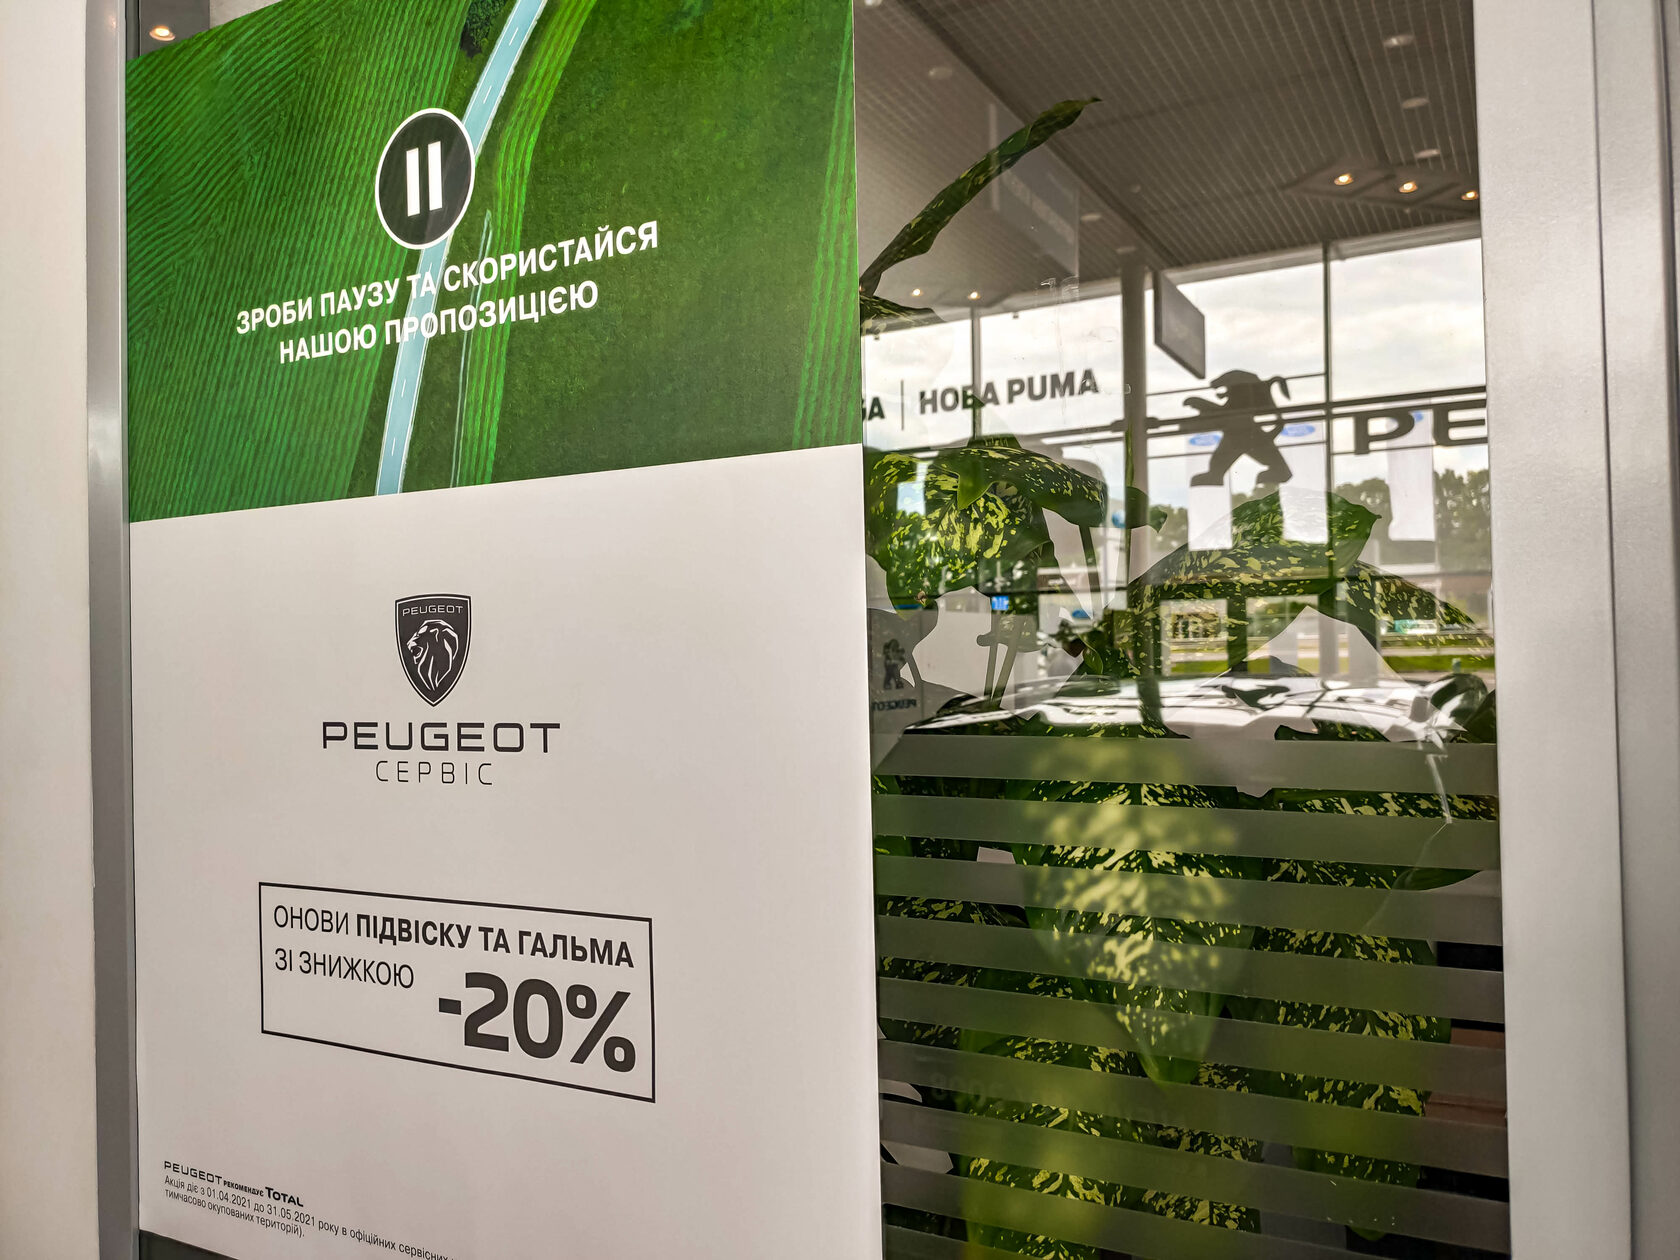 ЗРОБИ ПАУЗУ ТА СКОРИСТАЙСЯ
НАШОЮ ПРОПОЗИЦІЄЮ
НОВА PUMA
PEUGEOT
PEUGEOT
СЕРВІС
ОНОВИ ПІДВІСКУ ТА ГАЛЬМА
ЗІ ЗНИЖКОЮ
-20%
PEUGEOT РЕКОМЕНДУЄ TOTAL
Акція діє з 01.04.2021 до 31.05.2021 року в офіційних сервісних
тимчасово окупованих територій).